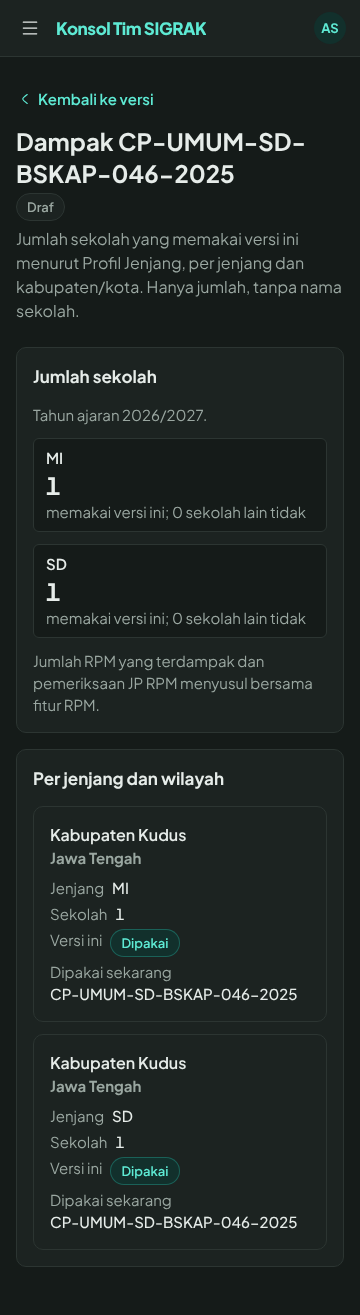 Konsol Tim SIGRAK
AS
Kembali ke versi
Dampak CP-UMUM-SD-
BSKAP-046-2025
Draf
Jumlah sekolah yang memakai versi ini
menurut Profil Jenjang, per jenjang dan
kabupaten/kota. Hanya jumlah, tanpa nama
sekolah.
Jumlah sekolah
Tahun ajaran 2026/2027.
MI
1
memakai versi ini; 0 sekolah lain tidak
SD
1
memakai versi ini; 0 sekolah lain tidak
Jumlah RPM yang terdampak dan
pemeriksaan JP RPM menyusul bersama
fitur RPM.
Per jenjang dan wilayah
Kabupaten Kudus
Jawa Tengah
Jenjang MI
Sekolah 1
Versi ini Dipakai
Dipakai sekarang
CP-UMUM-SD-BSKAP-046-2025
Kabupaten Kudus
Jawa Tengah
Jenjang SD
Sekolah 1
Versi ini Dipakai
Dipakai sekarang
CP-UMUM-SD-BSKAP-046-2025